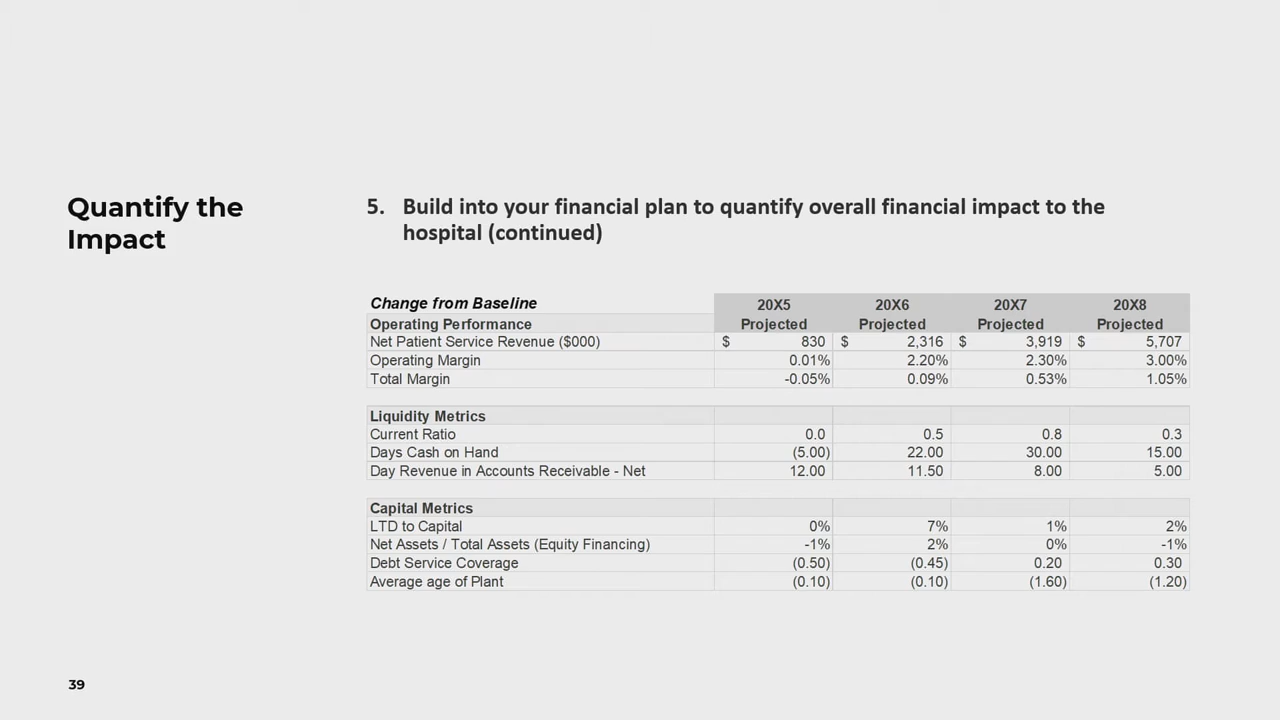 Quantify the
Impact
5. Build into your financial plan to quantify overall financial impact to the
hospital (continued)
Change from Baseline 20X5 20X6 20X7 20X8
Operating Performance Projected Projected Projected Projected
Net Patient Service Revenue ($000) $ 830 $ 2,316 $ 3,919 $ 5,707
Operating Margin 0.01% 2.20% 2.30% 3.00%
Total Margin -0.05% 0.09% 0.53% 1.05%
Liquidity Metrics
Current Ratio 0.0 0.5 0.8 0.3
Days Cash on Hand (5.00) 22.00 30.00 15.00
Day Revenue in Accounts Receivable - Net 12.00 11.50 8.00 5.00
Capital Metrics
LTD to Capital 0% 7% 1% 2%
Net Assets / Total Assets (Equity Financing) -1% 2% 0% -1%
Debt Service Coverage (0.50) (0.45) 0.20 0.30
Average age of Plant (0.10) (0.10) (1.60) (1.20)
39